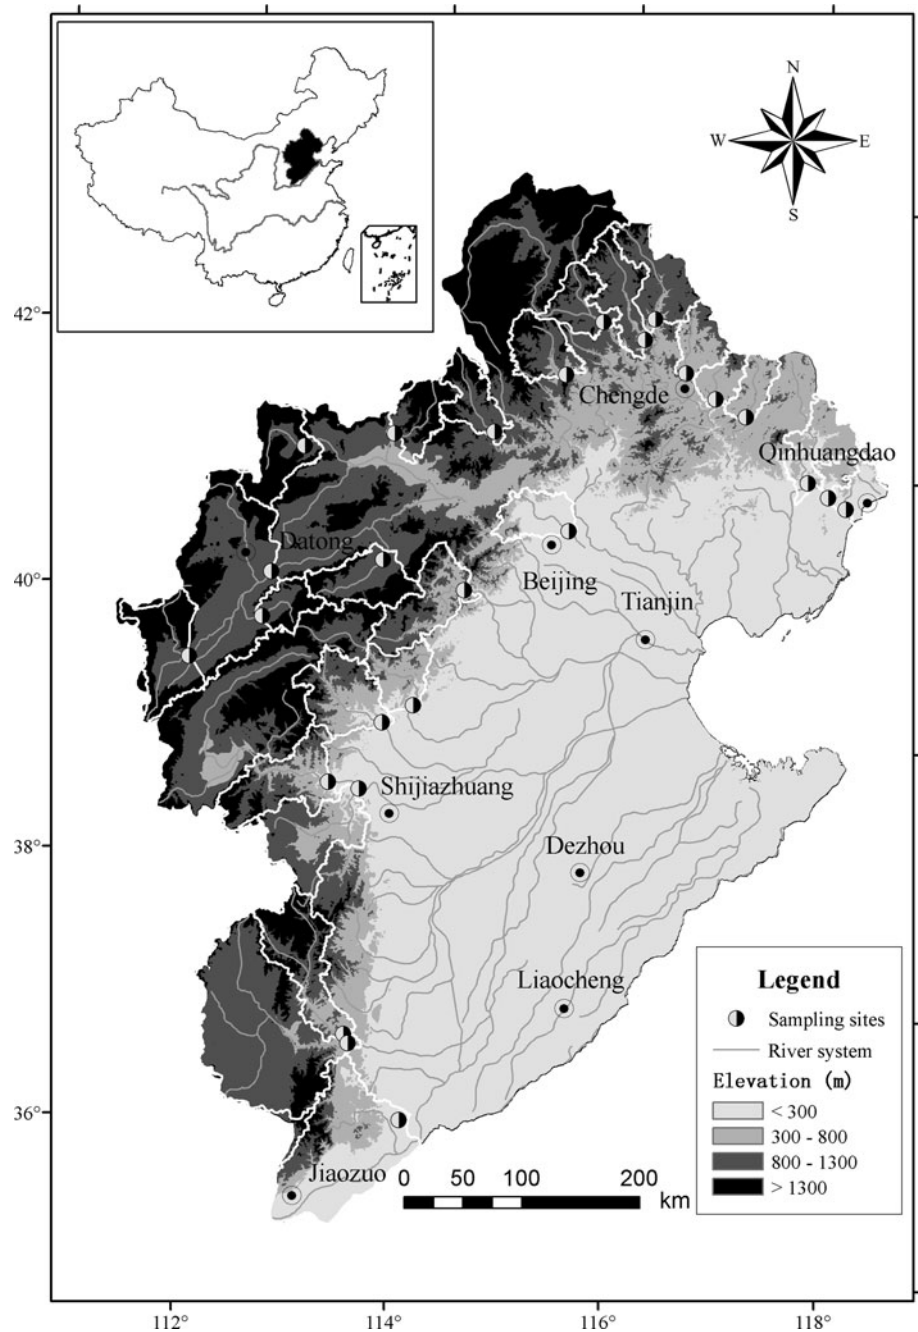 N
W
E
S
42°
Chengde
Qinhuangdao
Datong
40°
Beijing
Tianjin
Shijiazhuang
38°
Dezhou
Liaocheng
Legend
Sampling sites
River system
Elevation (m)
< 300
300 - 800
800 - 1300
> 1300
36°
Jiaozuo
0 50 100 200
km
112° 114° 116° 118°